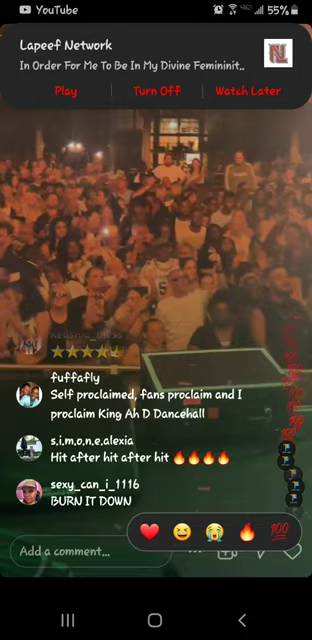 YouTube
55%
Lapeef Network
In Order For Me To Be In My Divine Femininit..
Play
Turn Off
Watch Later
fuffafly
Self proclaimed, fans proclaim and I
proclaim King Ah D Dancehall
s.i.m.o.n.e.alexia
Hit after hit after hit 🔥🔥🔥🔥
sexy_can_i_1116
BURN IT DOWN
Add a comment...